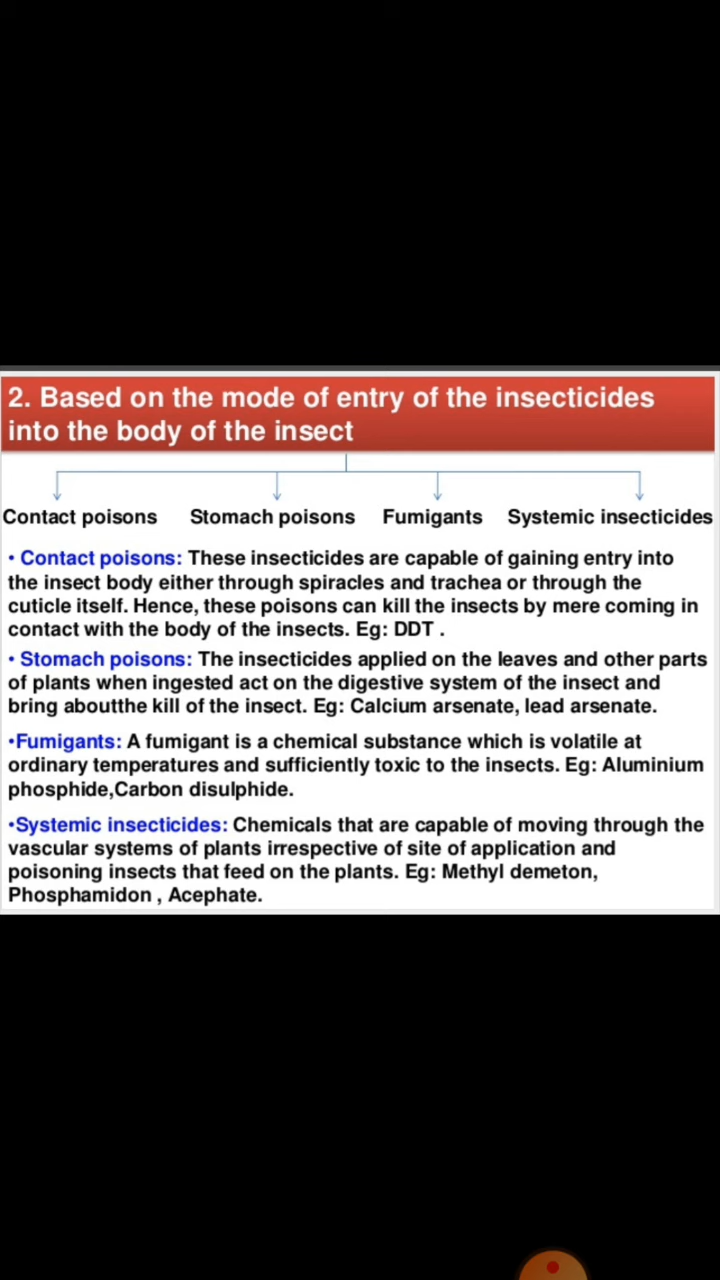 2. Based on the mode of entry of the insecticides
into the body of the insect
Contact poisons Stomach poisons Fumigants Systemic insecticides
• Contact poisons: These insecticides are capable of gaining entry into
the insect body either through spiracles and trachea or through the
cuticle itself. Hence, these poisons can kill the insects by mere coming in
contact with the body of the insects. Eg: DDT .
• Stomach poisons: The insecticides applied on the leaves and other parts
of plants when ingested act on the digestive system of the insect and
bring aboutthe kill of the insect. Eg: Calcium arsenate, lead arsenate.
•Fumigants: A fumigant is a chemical substance which is volatile at
ordinary temperatures and sufficiently toxic to the insects. Eg: Aluminium
phosphide,Carbon disulphide.
•Systemic insecticides: Chemicals that are capable of moving through the
vascular systems of plants irrespective of site of application and
poisoning insects that feed on the plants. Eg: Methyl demeton,
Phosphamidon , Acephate.